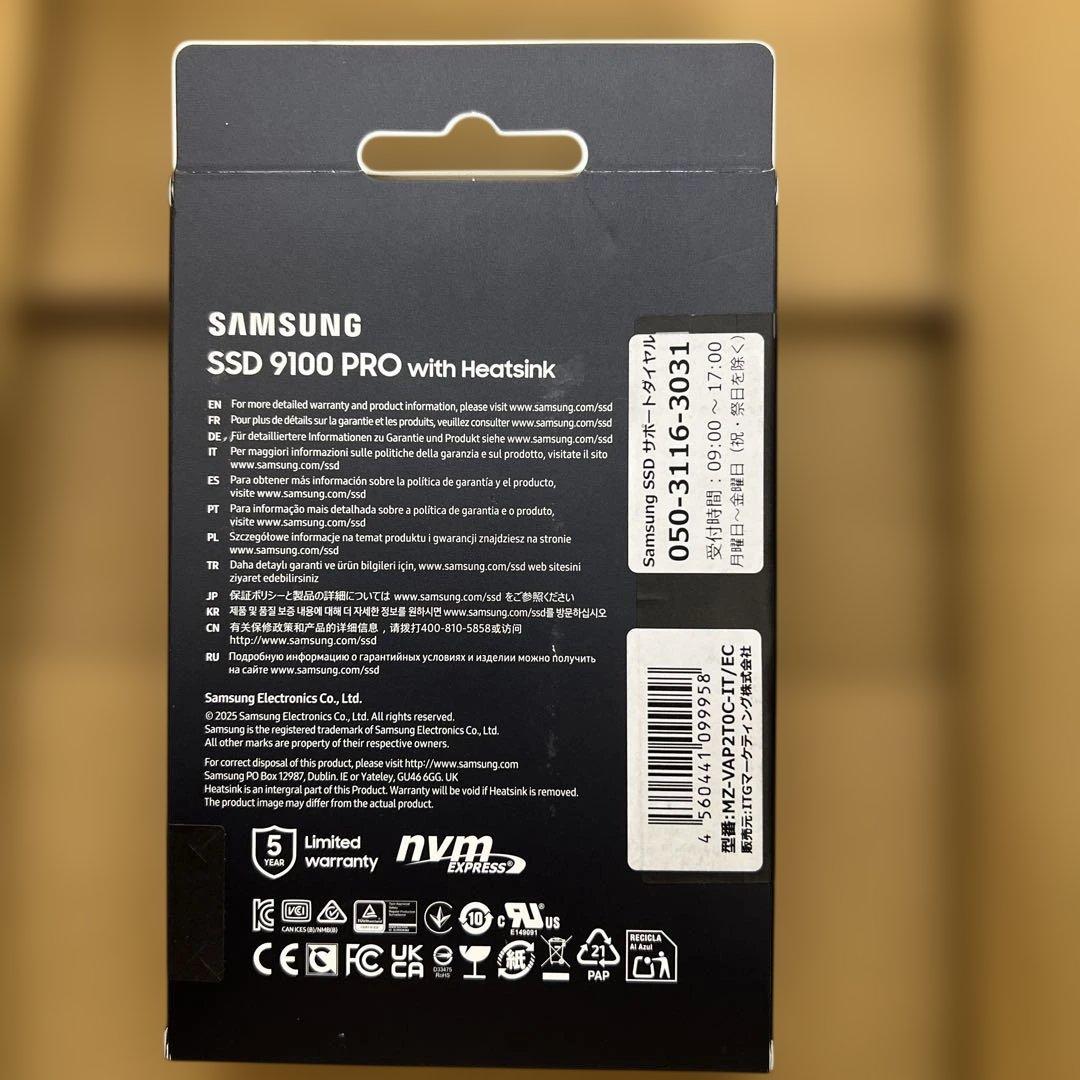 SAMSUNG
SSD 9100 PRO with Heatsink
EN For more detailed warranty and product information, please visit www.samsung.com/ssd
FR Pour plus de détails sur la garantie et les produits, veuillez consulter www.samsung.com/ssd
DE Für detailliertere Informationen zu Garantie und Produkt siehe www.samsung.com/ssd
IT Per maggiori informazioni sulle politiche della garanzia e sul prodotto, visitate il sito
www.samsung.com/ssd
ES Para obtener más información sobre la política de garantía y el producto,
visite www.samsung.com/ssd
PT Para informação mais detalhada sobre a política de garantia e o produto,
visite www.samsung.com/ssd
PL Szczegółowe informacje na temat produktu i gwarancji znajdziesz na stronie
www.samsung.com/ssd
TR Daha detaylı garanti ve ürün bilgileri için, www.samsung.com/ssd web sitesini
ziyaret edebilirsiniz
JP 保証ポリシーと製品の詳細については www.samsung.com/ssd をご参照ください
KR 제품 및 품질 보증 내용에 대해 더 자세한 정보를 원하시면 www.samsung.com/ssd를 방문하십시오
CN 有关保修政策和产品的详细信息，请拨打400-810-5858或访问
http://www.samsung.com/ssd
RU Подробную информацию о гарантийных условиях и изделии можно получить
на сайте www.samsung.com/ssd
Samsung Electronics Co., Ltd.
© 2025 Samsung Electronics Co., Ltd. All rights reserved.
Samsung is the registered trademark of Samsung Electronics Co., Ltd.
All other marks are property of their respective owners.
For correct disposal of this product, please visit http://www.samsung.com
Samsung PO Box 12987, Dublin. IE or Yateley, GU46 6GG. UK
Heatsink is an intergral part of this Product. Warranty will be void if Heatsink is removed.
The product image may differ from the actual product.
5 YEAR
Limited
warranty
nvm
EXPRESS®
VCI
CAN ICES (B)/NMB(B)
10
c RU® US
E149091
CE
FC
UK
CA
D33475
RoHS
紙
21
PAP
RECICLA
Al Azul
Samsung SSD サポートダイヤル
050-3116-3031
受付時間：09:00 ～ 17:00
月曜日～金曜日（祝・祭日を除く）
4 560441 099958
型番:MZ-VAP2T0C-IT/EC
販売元:ITGマーケティング株式会社